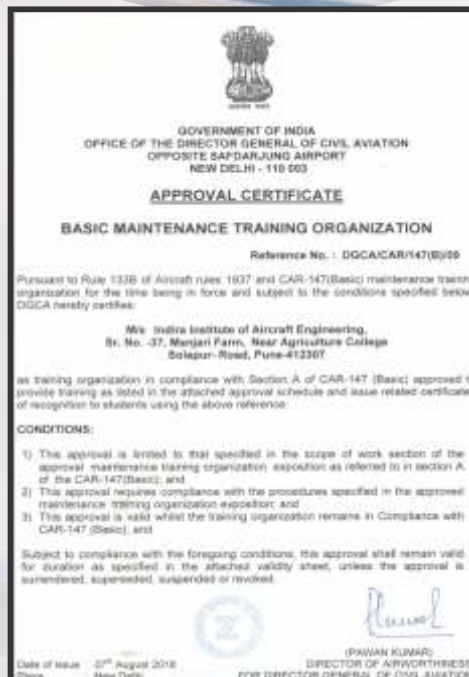 GOVERNMENT OF INDIA
OFFICE OF THE DIRECTOR GENERAL OF CIVIL AVIATION
OPPOSITE SAFDARJUNG AIRPORT
NEW DELHI - 110 003
APPROVAL CERTIFICATE
BASIC MAINTENANCE TRAINING ORGANIZATION
Reference No. : DGCA/CAR/147(B)/09
Pursuant to Rule 133B of Aircraft rules 1937 and CAR-147(Basic) maintenance training
organization for the time being in force and subject to the conditions specified below
DGCA hereby certifies:
M/s Indira Institute of Aircraft Engineering,
Sr. No. -37, Manjari Farm, Near Agriculture College
Solapur- Road, Pune-412307
as training organization in compliance with Section A of CAR-147 (Basic) approved t
provide training as listed in the attached approval schedule and issue related certificate
of recognition to students using the above reference.
CONDITIONS:
1) This approval is limited to that specified in the scope of work section of the
approval maintenance training organization exposition as referred to in section A
of the CAR-147(Basic); and
2) This approval requires compliance with the procedures specified in the approved
maintenance training organization exposition; and
3) This approval is valid whilst the training organization remains in Compliance with
CAR-147 (Basic); and
Subject to compliance with the foregoing conditions, this approval shall remain valid
for duration as specified in the attached validity sheet, unless the approval is
surrendered, superseded, suspended or revoked.
(PAWAN KUMAR)
Date of issue : 07th August 2018 DIRECTOR OF AIRWORTHINESS
Place : New Delhi FOR DIRECTOR GENERAL OF CIVIL AVIATION